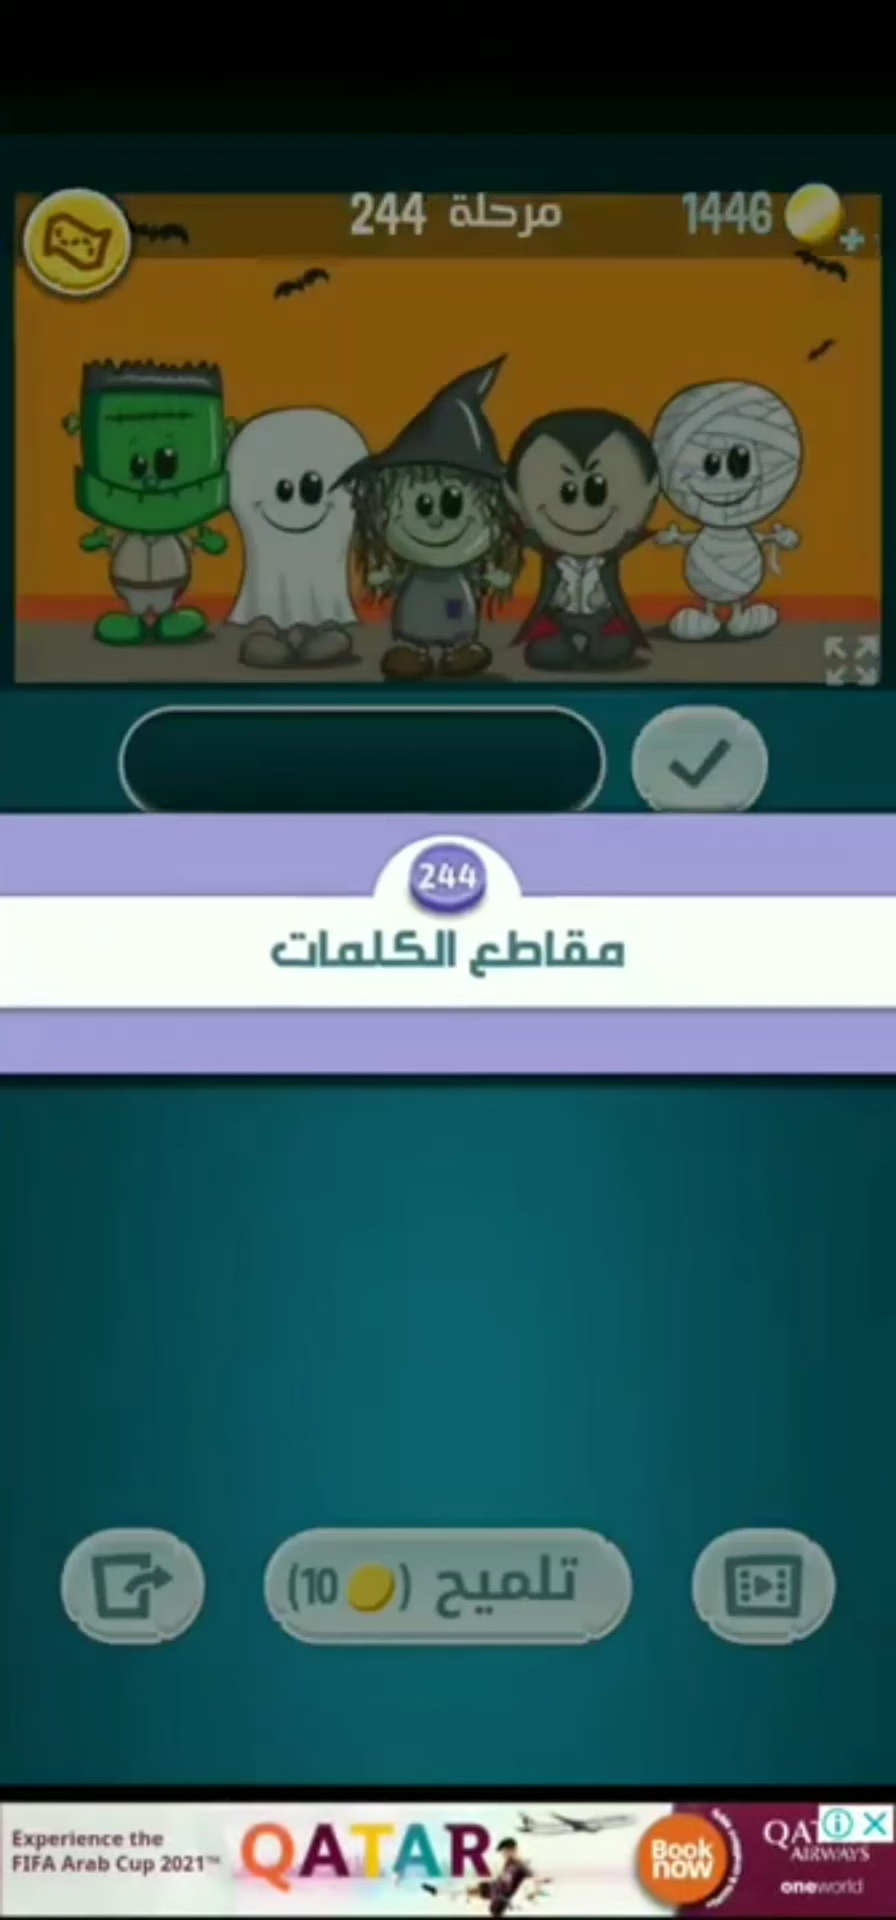 مرحلة 244
1446
244
مقاطع الكلمات
تلميح (10)
Experience the
FIFA Arab Cup 2021™
QATAR
Book
now
QAT
AIRWAYS
oneworld